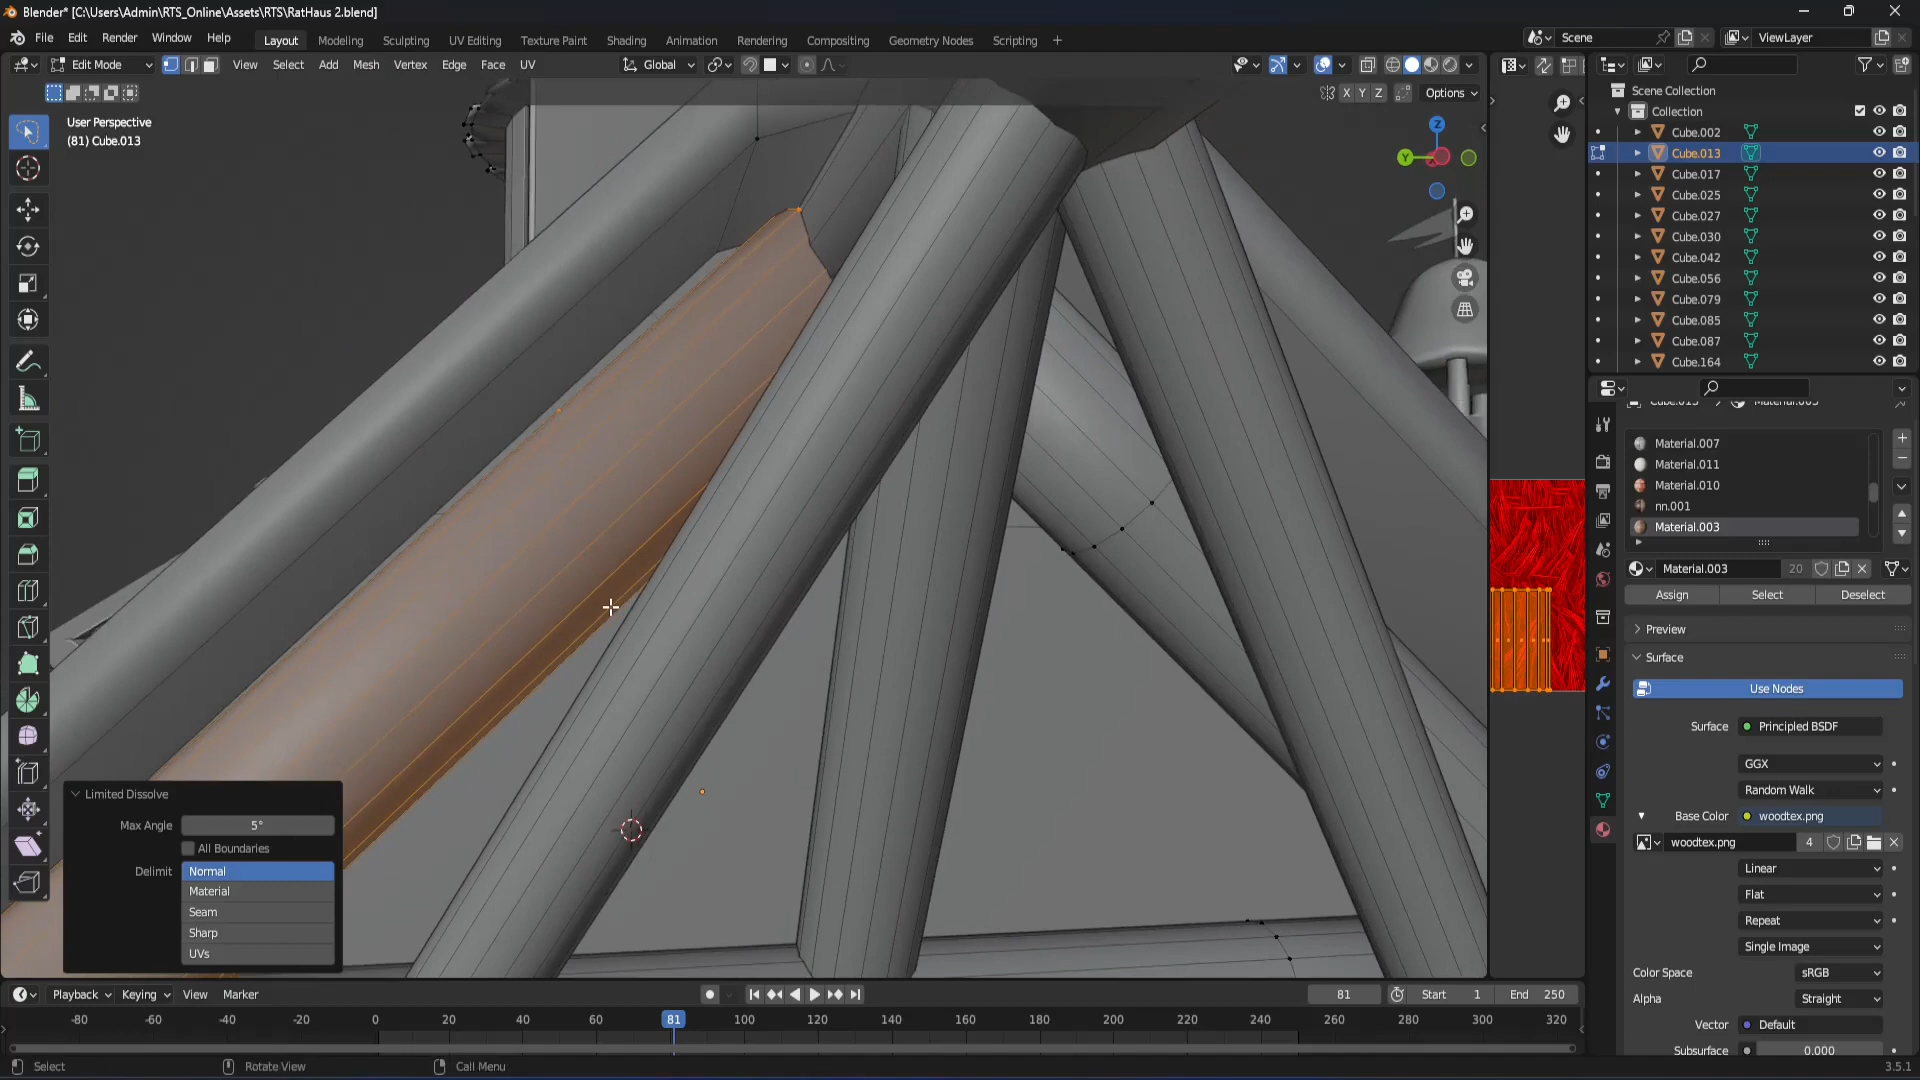 Blender* [C:\Users\Admin\RTS_Online\Assets\RTS\RatHaus 2.blend]
File Edit Render Window Help
Layout Modeling Sculpting UV Editing Texture Paint Shading Animation Rendering Compositing Geometry Nodes Scripting +
Scene
ViewLayer
Edit Mode
View Select Add Mesh Vertex Edge Face UV
Global
X Y Z
Options
User Perspective
(81) Cube.013
Z
Y
Scene Collection
Collection
Cube.002
Cube.013
Cube.017
Cube.025
Cube.027
Cube.030
Cube.042
Cube.056
Cube.079
Cube.085
Cube.087
Cube.164
Material.007
Material.011
Material.010
nn.001
Material.003
Material.003 20
Assign Select Deselect
Preview
Surface
Use Nodes
Surface Principled BSDF
GGX
Random Walk
Base Color woodtex.png
woodtex.png 4
Linear
Flat
Repeat
Single Image
Color Space sRGB
Alpha Straight
Vector Default
Subsurface 0.000
Limited Dissolve
Max Angle 5°
All Boundaries
Delimit Normal
Material
Seam
Sharp
UVs
Playback Keying View Marker
81
Start 1
End 250
-80 -60 -40 -20 0 20 40 60 81 100 120 140 160 180 200 220 240 260 280 300 320
Select Rotate View Call Menu
3.5.1